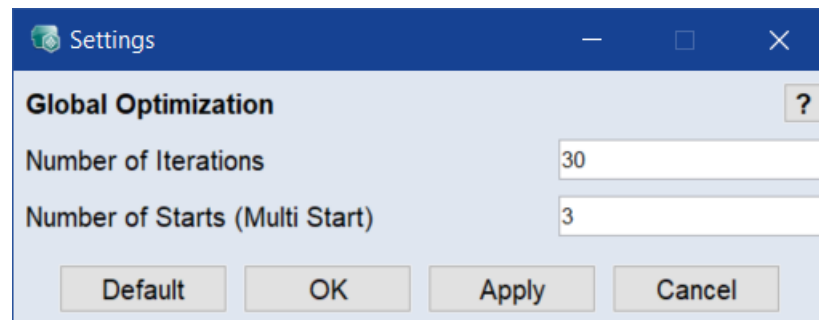 Settings
Global Optimization ?
Number of Iterations 30
Number of Starts (Multi Start) 3
Default OK Apply Cancel